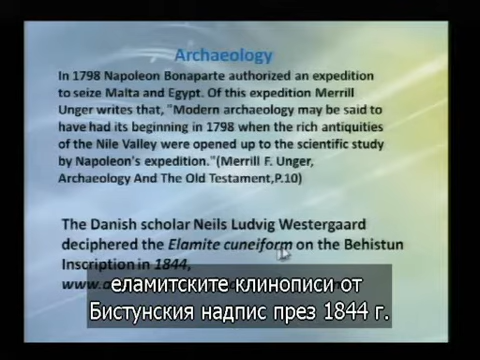 Archaeology
In 1798 Napoleon Bonaparte authorized an expedition
to seize Malta and Egypt. Of this expedition Merrill
Unger writes that, "Modern archaeology may be said to
have had its beginning in 1798 when the rich antiquities
of the Nile Valley were opened up to the scientific study
by Napoleon's expedition."(Merrill F. Unger,
Archaeology And The Old Testament,P.10)
The Danish scholar Neils Ludvig Westergaard
deciphered the Elamite cuneiform on the Behistun
Inscription in 1844,
еламитските клинописи от
Бистунския надпис през 1844 г.